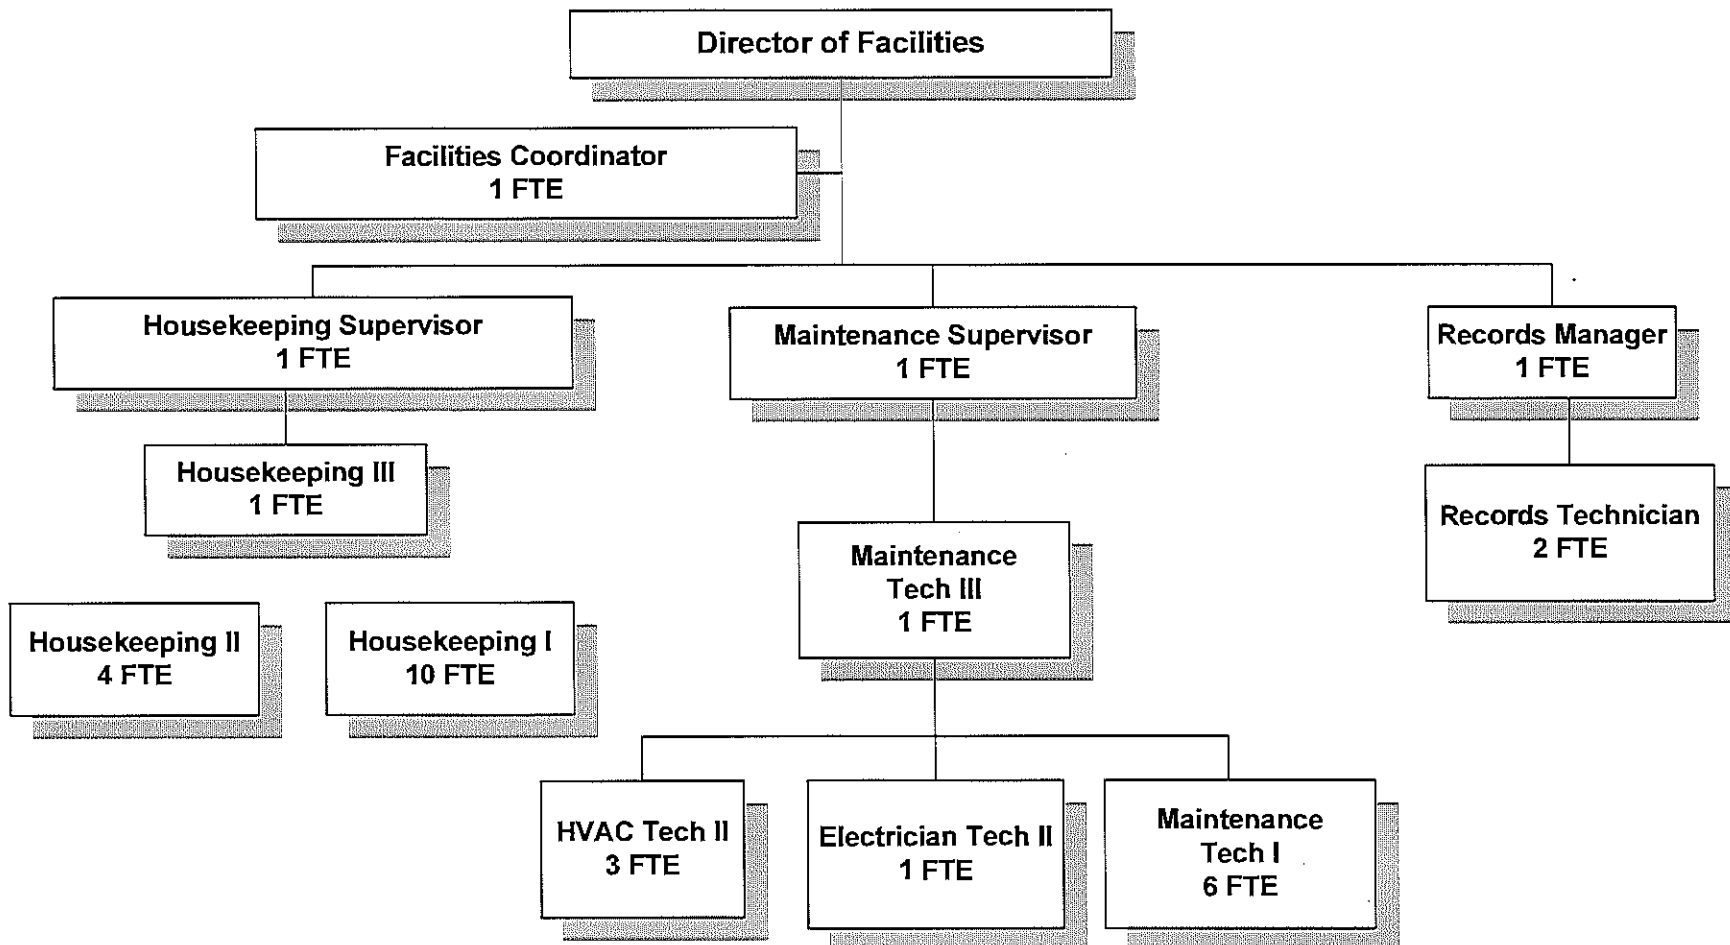 Director of Facilities
Facilities Coordinator
1 FTE
Housekeeping Supervisor
1 FTE
Maintenance Supervisor
1 FTE
Records Manager
1 FTE
Housekeeping III
1 FTE
Records Technician
2 FTE
Maintenance
Tech III
1 FTE
Housekeeping II
4 FTE
Housekeeping I
10 FTE
HVAC Tech II
3 FTE
Electrician Tech II
1 FTE
Maintenance
Tech I
6 FTE